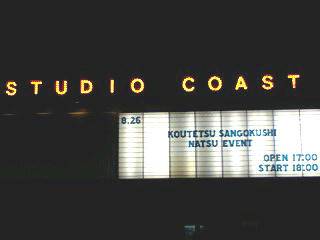 STUDIO COAST
8.26
KOUTETSU SANGOKUSHI
NATSU EVENT
OPEN 17:00
START 18:00